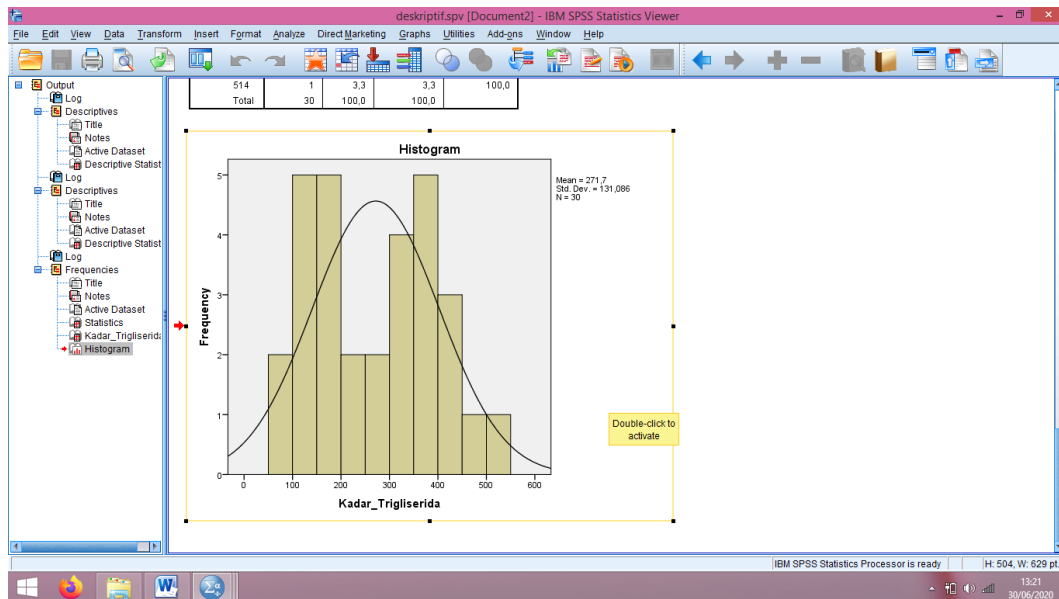 deskriptif.spv [Document2] - IBM SPSS Statistics Viewer
File Edit View Data Transform Insert Format Analyze Direct Marketing Graphs Utilities Add-ons Window Help
Output
Log
Descriptives
Title
Notes
Active Dataset
Descriptive Statist
Log
Descriptives
Title
Notes
Active Dataset
Descriptive Statist
Log
Frequencies
Title
Notes
Active Dataset
Statistics
Kadar_Trigliserida
Histogram
514 1 3,3 3,3 100,0
Total 30 100,0 100,0
Histogram
Mean = 271,7
Std. Dev. = 131,086
N = 30
Frequency
5
4
3
2
1
0
0 100 200 300 400 500 600
Kadar_Trigliserida
Double-click to
activate
IBM SPSS Statistics Processor is ready H: 504, W: 629 pt.
13:21
30/06/2020